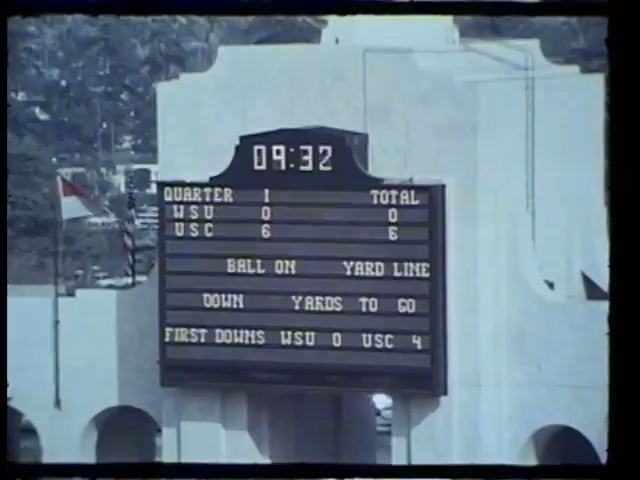 09:32
QUARTER 1 TOTAL
WSU 0 0
USC 6 6
BALL ON YARD LINE
DOWN YARDS TO GO
FIRST DOWNS WSU 0 USC 4